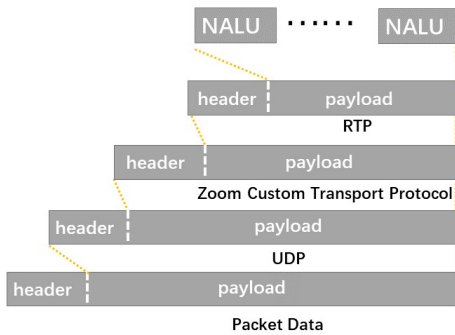 NALU ...... NALU
header payload
RTP
header payload
Zoom Custom Transport Protocol
header payload
UDP
header payload
Packet Data